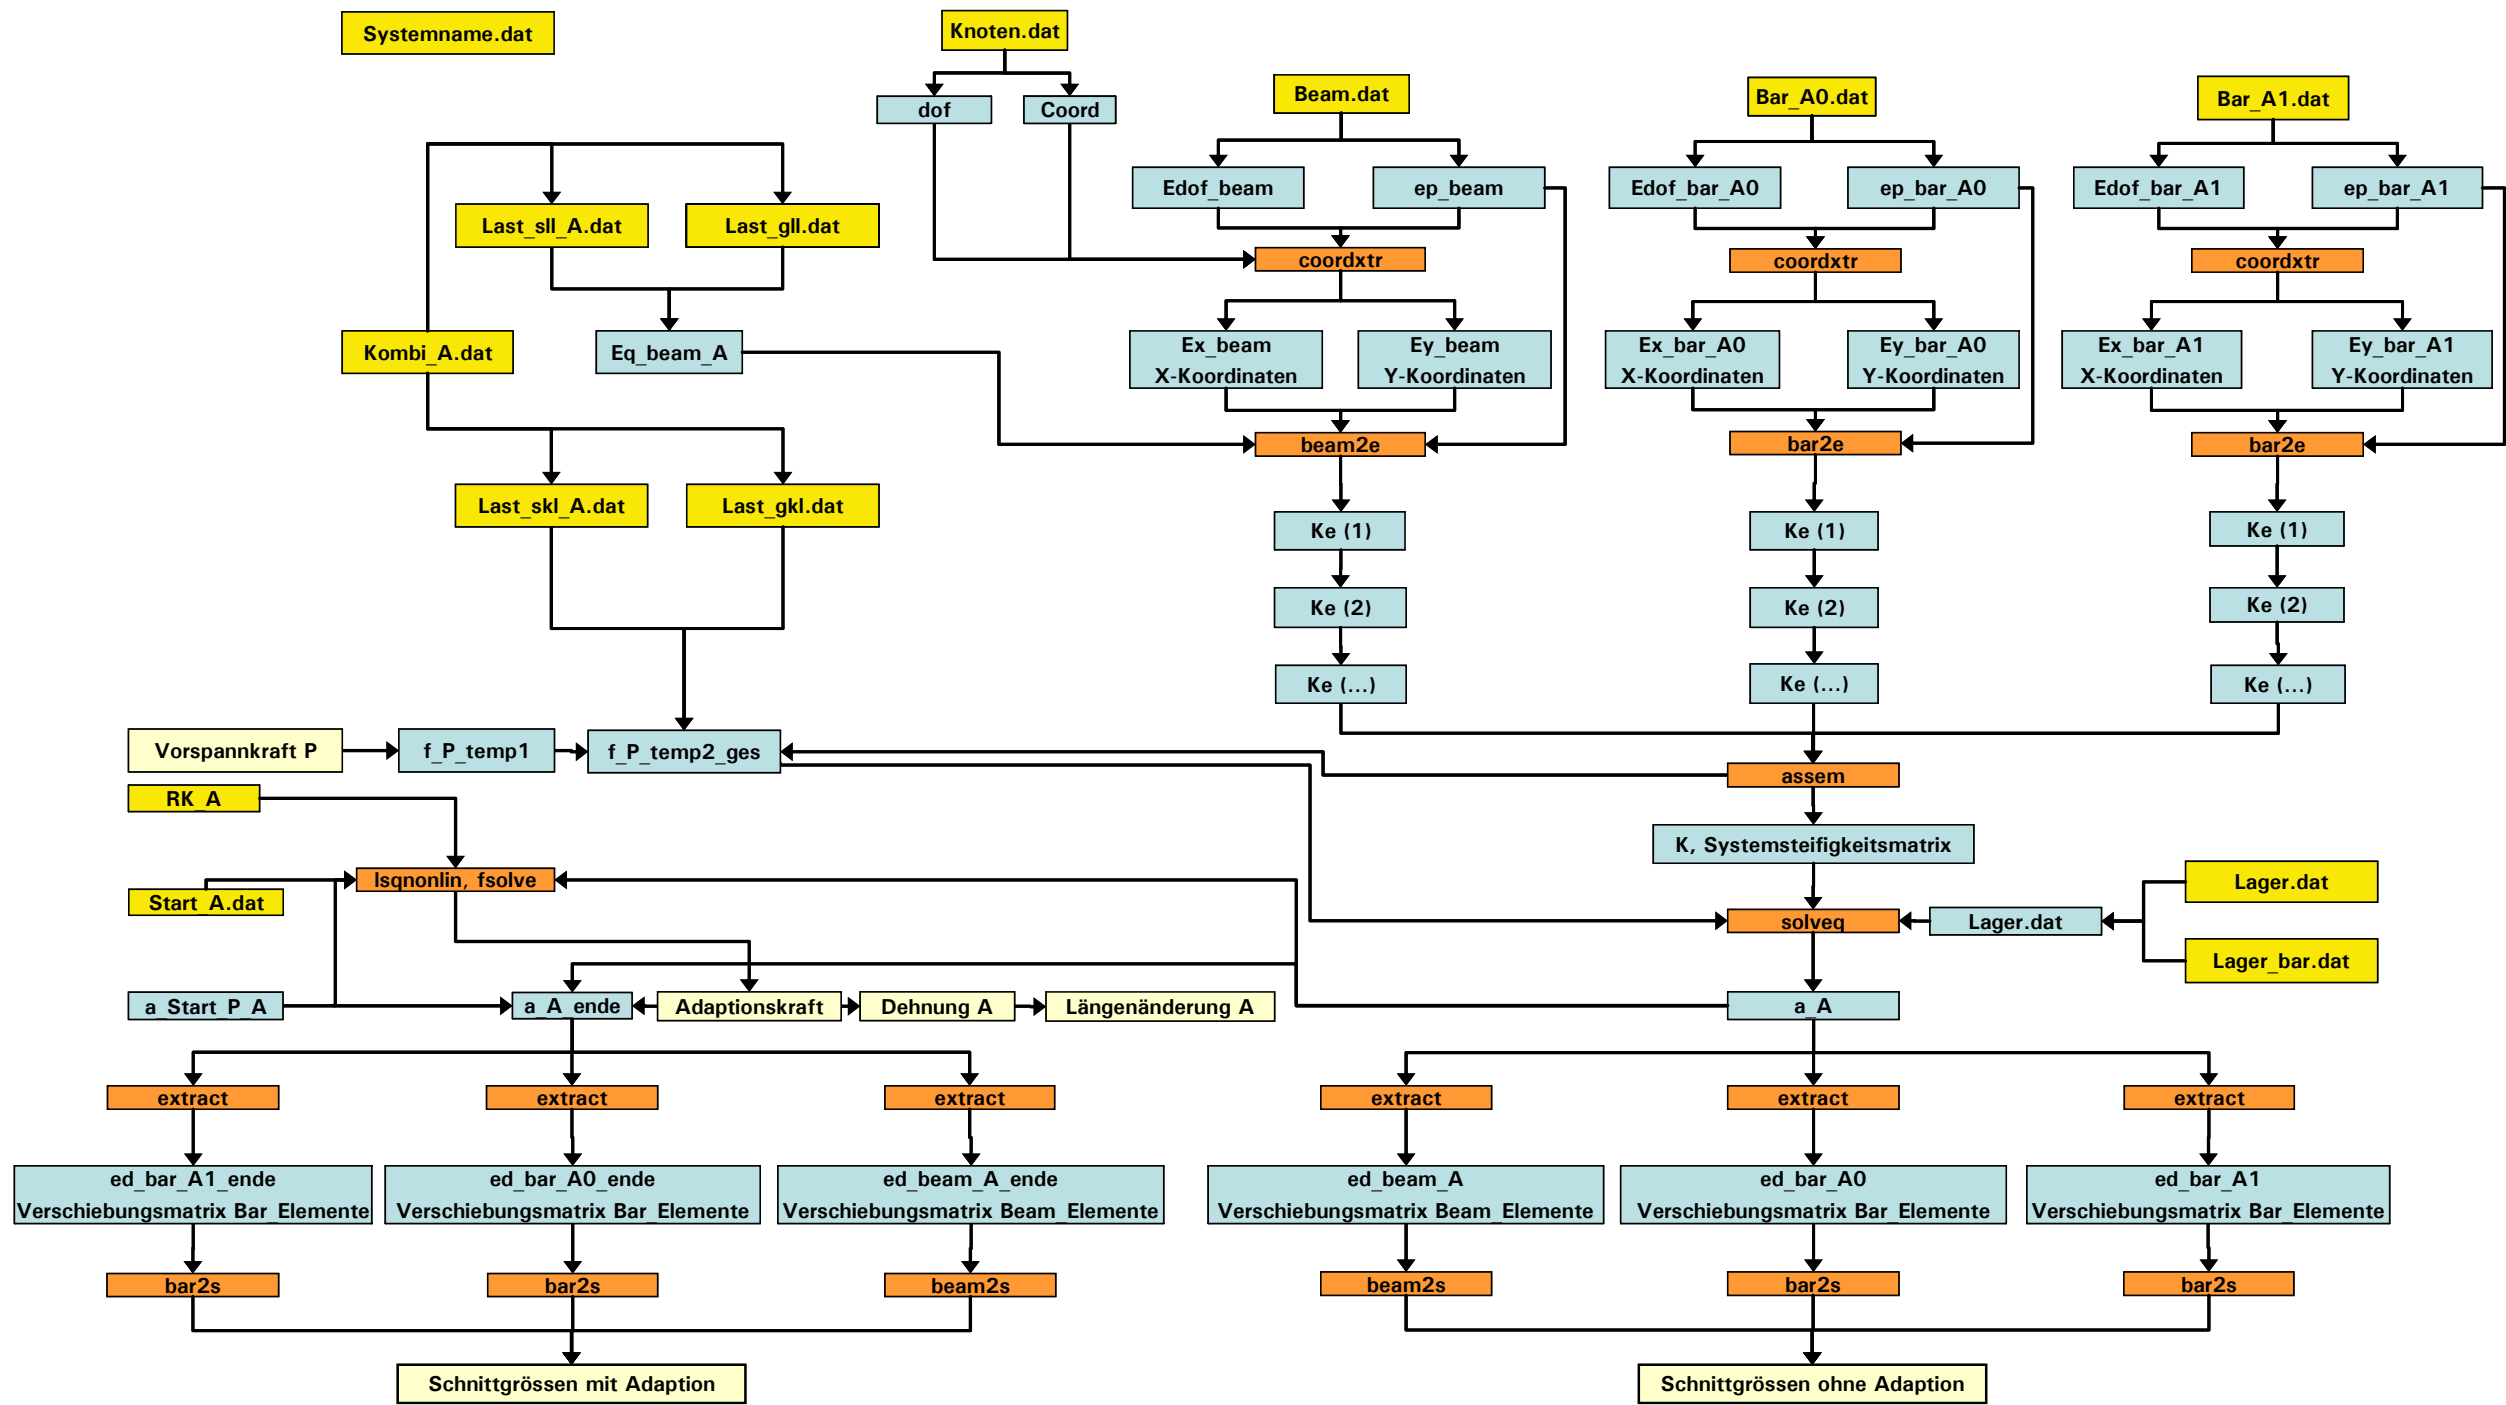 Systemname.dat
Knoten.dat
Beam.dat
Bar_A0.dat
Bar_A1.dat
dof
Coord
Edof_beam
ep_beam
Edof_bar_A0
ep_bar_A0
Edof_bar_A1
ep_bar_A1
Last_sll_A.dat
Last_gll.dat
coordxtr
coordxtr
coordxtr
Kombi_A.dat
Eq_beam_A
Ex_beam
X-Koordinaten
Ey_beam
Y-Koordinaten
Ex_bar_A0
X-Koordinaten
Ey_bar_A0
Y-Koordinaten
Ex_bar_A1
X-Koordinaten
Ey_bar_A1
Y-Koordinaten
beam2e
bar2e
bar2e
Last_skl_A.dat
Last_gkl.dat
Ke (1)
Ke (1)
Ke (1)
Ke (2)
Ke (2)
Ke (2)
Ke (...)
Ke (...)
Ke (...)
Vorspannkraft P
f_P_temp1
f_P_temp2_ges
assem
RK_A
K, Systemsteifigkeitsmatrix
lsqnonlin, fsolve
Start_A.dat
Lager.dat
solveq
Lager.dat
Lager_bar.dat
a_Start_P_A
a_A_ende
Adaptionskraft
Dehnung A
Längenänderung A
a_A
extract
extract
extract
extract
extract
extract
ed_bar_A1_ende
Verschiebungsmatrix Bar_Elemente
ed_bar_A0_ende
Verschiebungsmatrix Bar_Elemente
ed_beam_A_ende
Verschiebungsmatrix Beam_Elemente
ed_beam_A
Verschiebungsmatrix Beam_Elemente
ed_bar_A0
Verschiebungsmatrix Bar_Elemente
ed_bar_A1
Verschiebungsmatrix Bar_Elemente
bar2s
bar2s
beam2s
beam2s
bar2s
bar2s
Schnittgrössen mit Adaption
Schnittgrössen ohne Adaption